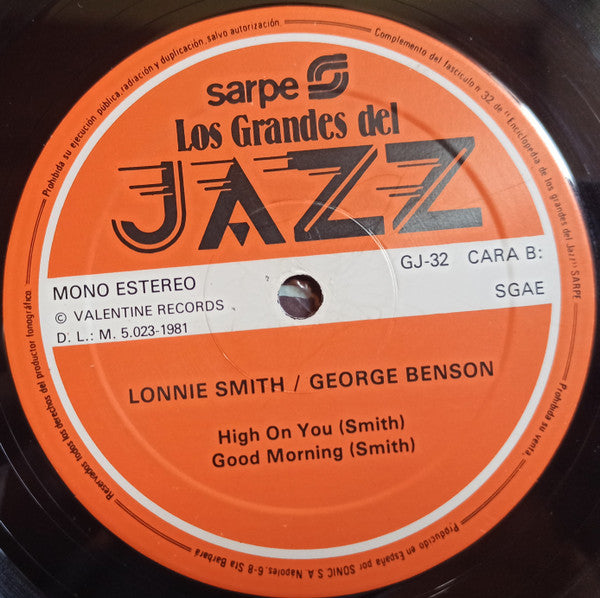 sarpe
Los Grandes del
JAZZ
MONO ESTEREO
© VALENTINE RECORDS
D. L.: M. 5.023-1981
GJ-32 CARA B:
SGAE
LONNIE SMITH / GEORGE BENSON
High On You (Smith)
Good Morning (Smith)
Reservados todos los derechos del productor fonográfico. Prohibida su ejecución pública, radiación y duplicación, salvo autorización.
Complemento del fascículo n° 32 de "Enciclopedia de los grandes del Jazz" SARPE
Prohibida su venta.
Producido en España por SONIC S.A. Napoles, 6-8 Sta Barbará